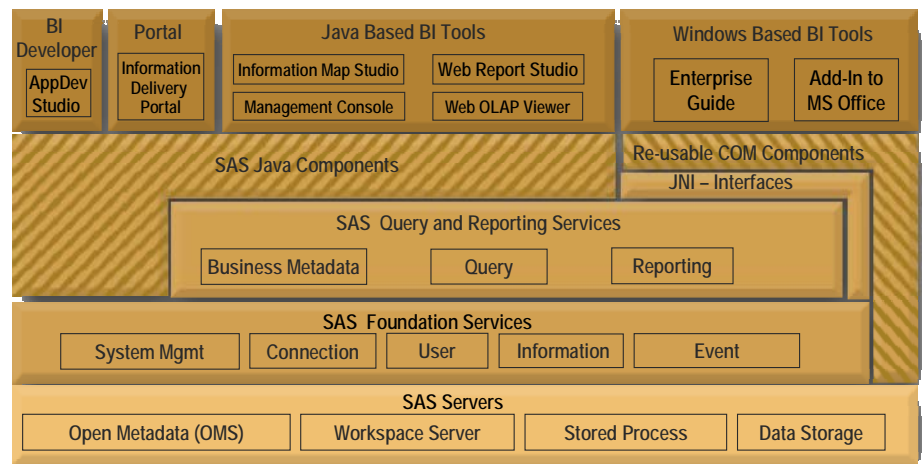 BI
Developer
AppDev
Studio
Portal
Information
Delivery
Portal
Java Based BI Tools
Information Map Studio
Web Report Studio
Management Console
Web OLAP Viewer
Windows Based BI Tools
Enterprise
Guide
Add-In to
MS Office
SAS Java Components
Re-usable COM Components
JNI – Interfaces
SAS Query and Reporting Services
Business Metadata
Query
Reporting
SAS Foundation Services
System Mgmt
Connection
User
Information
Event
SAS Servers
Open Metadata (OMS)
Workspace Server
Stored Process
Data Storage